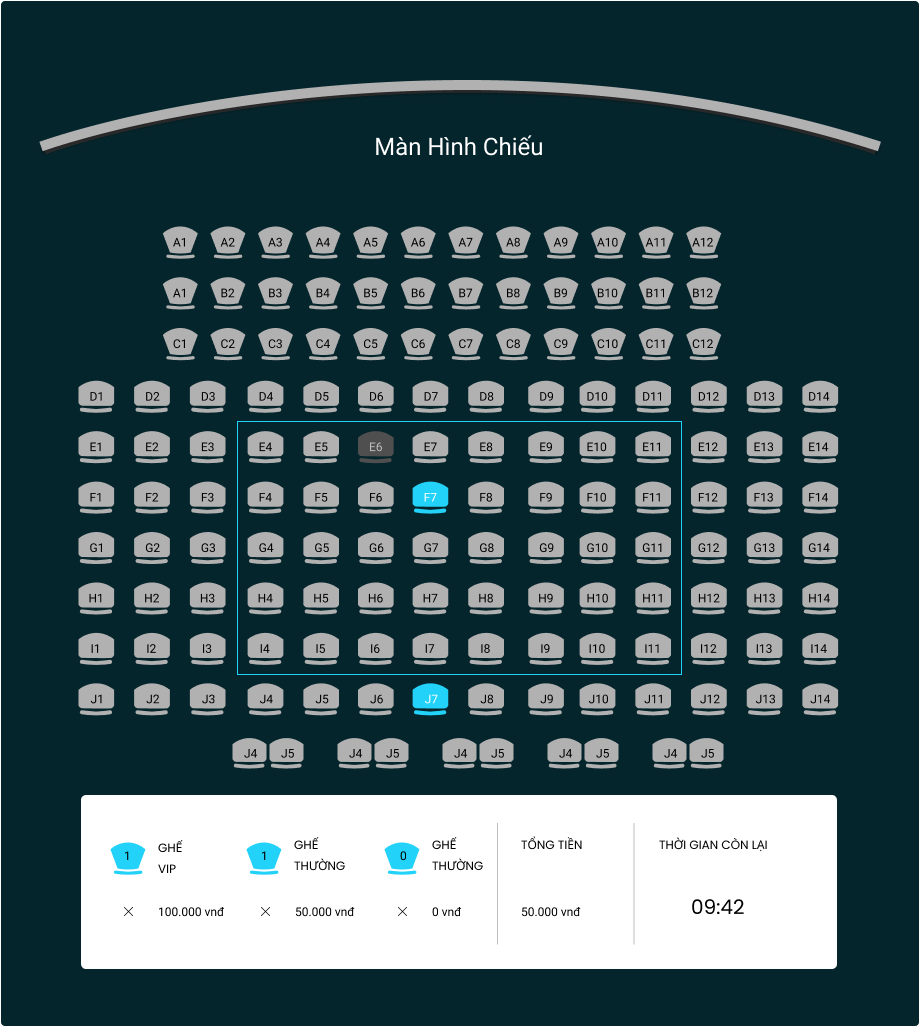 Màn Hình Chiếu
A1 A2 A3 A4 A5 A6 A7 A8 A9 A10 A11 A12
A1 B2 B3 B4 B5 B6 B7 B8 B9 B10 B11 B12
C1 C2 C3 C4 C5 C6 C7 C8 C9 C10 C11 C12
D1 D2 D3 D4 D5 D6 D7 D8 D9 D10 D11 D12 D13 D14
E1 E2 E3 E4 E5 E6 E7 E8 E9 E10 E11 E12 E13 E14
F1 F2 F3 F4 F5 F6 F7 F8 F9 F10 F11 F12 F13 F14
G1 G2 G3 G4 G5 G6 G7 G8 G9 G10 G11 G12 G13 G14
H1 H2 H3 H4 H5 H6 H7 H8 H9 H10 H11 H12 H13 H14
I1 I2 I3 I4 I5 I6 I7 I8 I9 I10 I11 I12 I13 I14
J1 J2 J3 J4 J5 J6 J7 J8 J9 J10 J11 J12 J13 J14
J4 J5 J4 J5 J4 J5 J4 J5 J4 J5
1
GHẾ
VIP
100.000 vnđ
1
GHẾ
THƯỜNG
50.000 vnđ
0
GHẾ
THƯỜNG
0 vnđ
TỔNG TIỀN
50.000 vnđ
THỜI GIAN CÒN LẠI
09:42